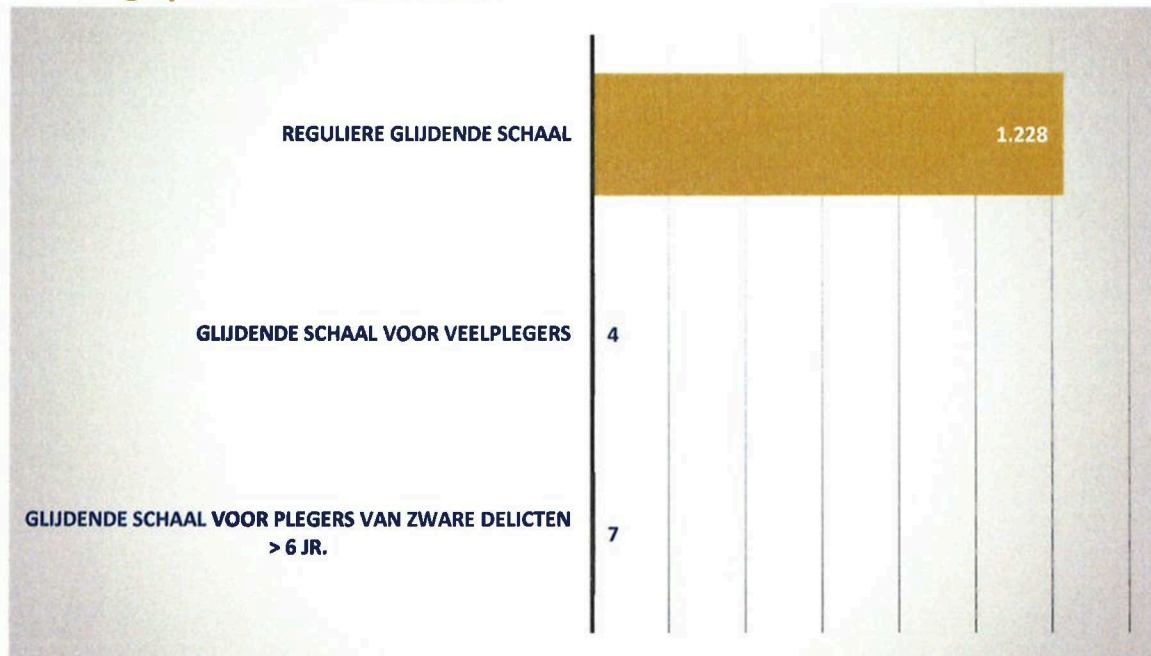 REGULIERE GLIJDENDE SCHAAL
1.228
GLIJDENDE SCHAAL VOOR VEELPLEGERS
4
GLIJDENDE SCHAAL VOOR PLEGERS VAN ZWARE DELICTEN
> 6 JR.
7